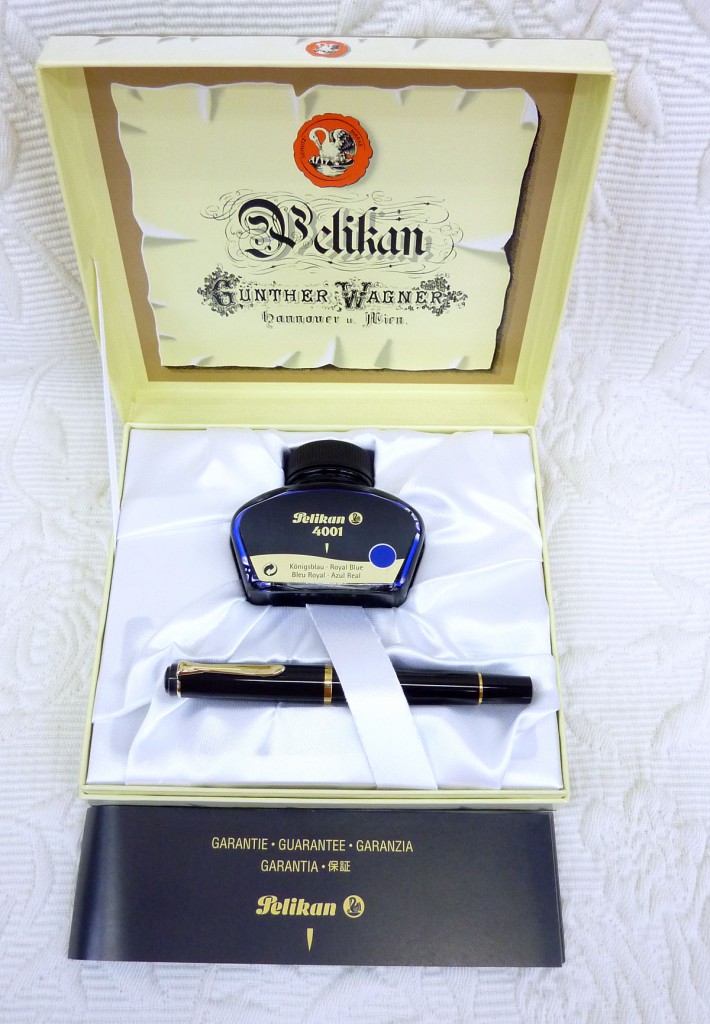 Pelikan
GUNTHER WAGNER
Hannover u. Wien.
Pelikan
4001
Königsblau · Royal Blue
Bleu Royal · Azul Real
GARANTIE · GUARANTEE · GARANZIA
GARANTIA · 保証
Pelikan